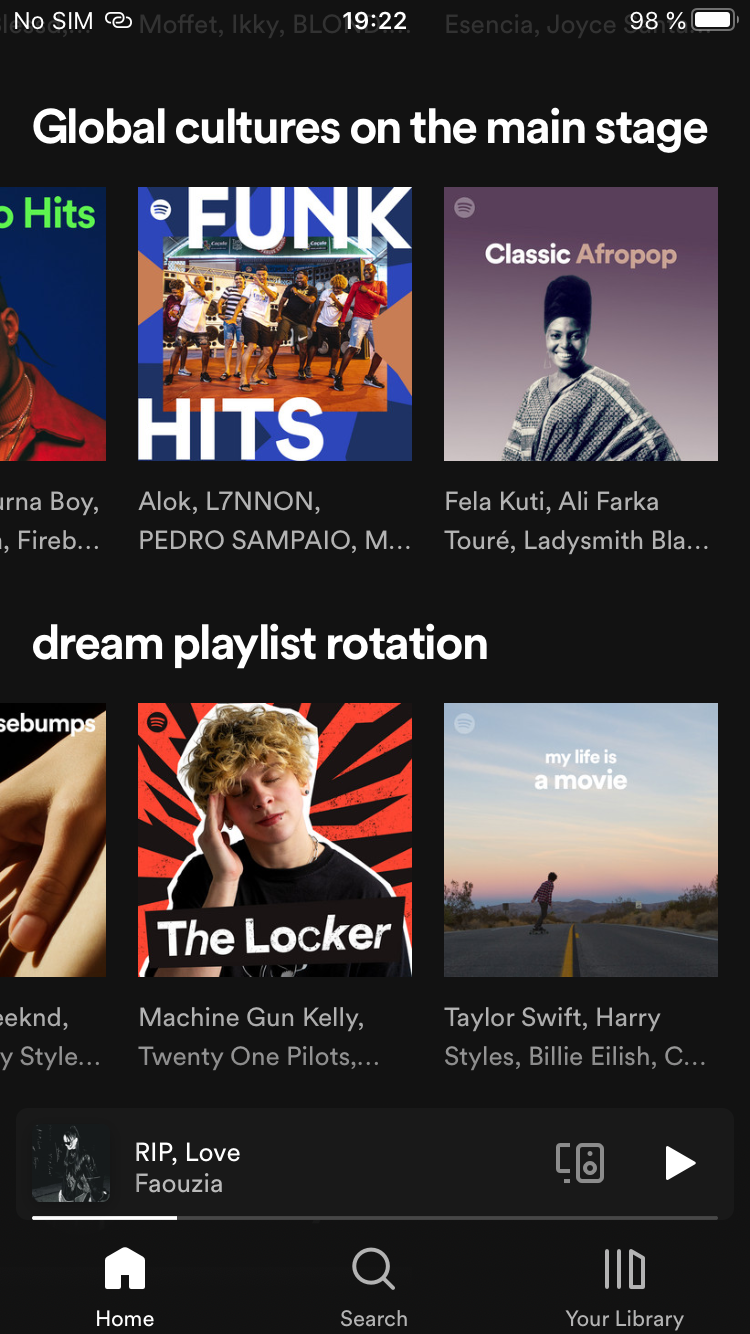 No SIM 19:22 98 %
Moffet, Ikky, BLOND... Esencia, Joyce Santa...
Global cultures on the main stage
o Hits
FUNK
HITS
Classic Afropop
urna Boy, Alok, L7NNON, Fela Kuti, Ali Farka
, Fireb... PEDRO SAMPAIO, M... Touré, Ladysmith Bla...
dream playlist rotation
sebumps
The Locker
my life is
a movie
eeknd, Machine Gun Kelly, Taylor Swift, Harry
y Style... Twenty One Pilots,... Styles, Billie Eilish, C...
RIP, Love
Faouzia
Home Search Your Library